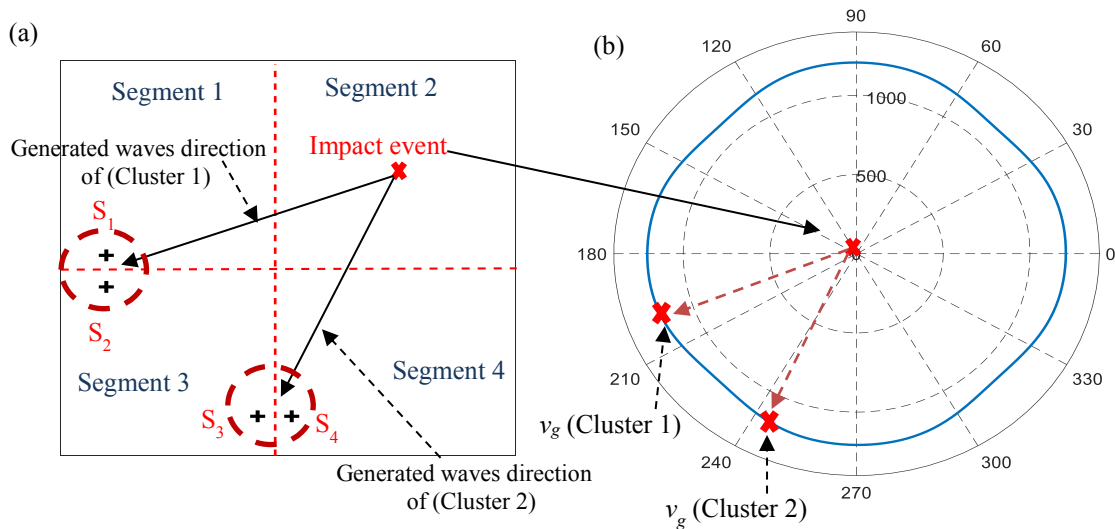 (a)
Segment 1
Segment 2
Generated waves direction
of (Cluster 1)
Impact event
S1
S2
Segment 3
Segment 4
S3
S4
Generated waves direction
of (Cluster 2)
(b)
90
120
60
1000
150
30
500
180
0
0
210
330
vg (Cluster 1)
240
300
270
vg (Cluster 2)